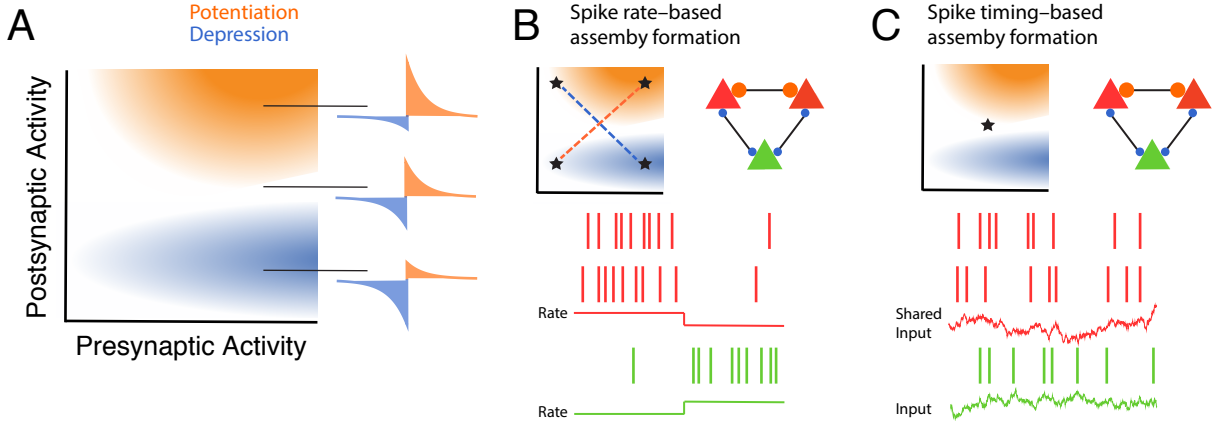 A
Potentiation
Depression
Postsynaptic Activity
Presynaptic Activity
B
Spike rate–based
assemby formation
Rate
Rate
C
Spike timing–based
assemby formation
Shared
Input
Input